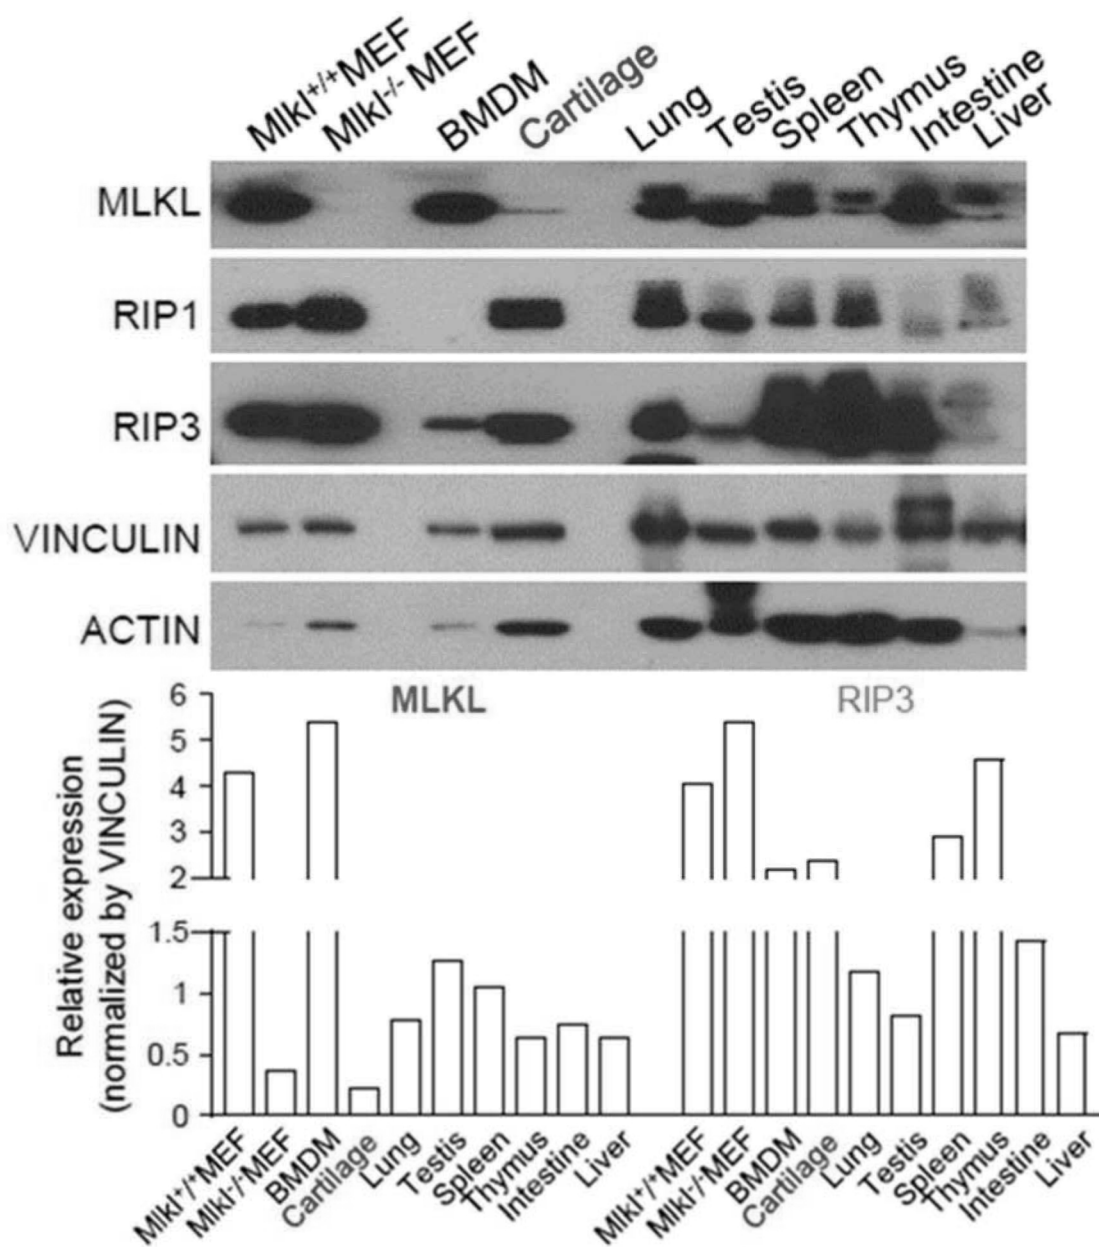 Mlkl+/+MEF Mlkl-/-MEF BMDM Cartilage Lung Testis Spleen Thymus Intestine Liver
MLKL
RIP1
RIP3
VINCULIN
ACTIN
MLKL RIP3
Relative expression
(normalized by VINCULIN)
6
5
4
3
2
1.5
1
0.5
0
Mlkl+/+MEF Mlkl-/-MEF BMDM Cartilage Lung Testis Spleen Thymus Intestine Liver Mlkl+/+MEF Mlkl-/-MEF BMDM Cartilage Lung Testis Spleen Thymus Intestine Liver